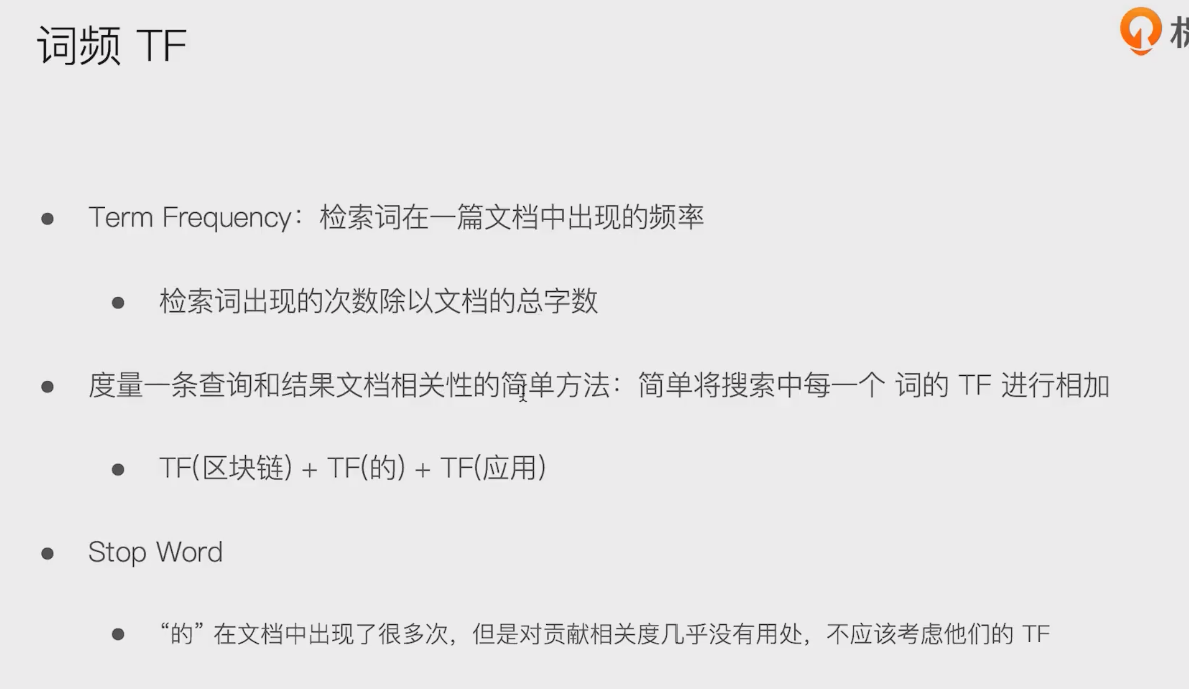 词频 TF
Term Frequency：检索词在一篇文档中出现的频率
检索词出现的次数除以文档的总字数
度量一条查询和结果文档相关性的简单方法：简单将搜索中每一个 词的 TF 进行相加
TF(区块链) + TF(的) + TF(应用)
Stop Word
“的” 在文档中出现了很多次，但是对贡献相关度几乎没有用处，不应该考虑他们的 TF